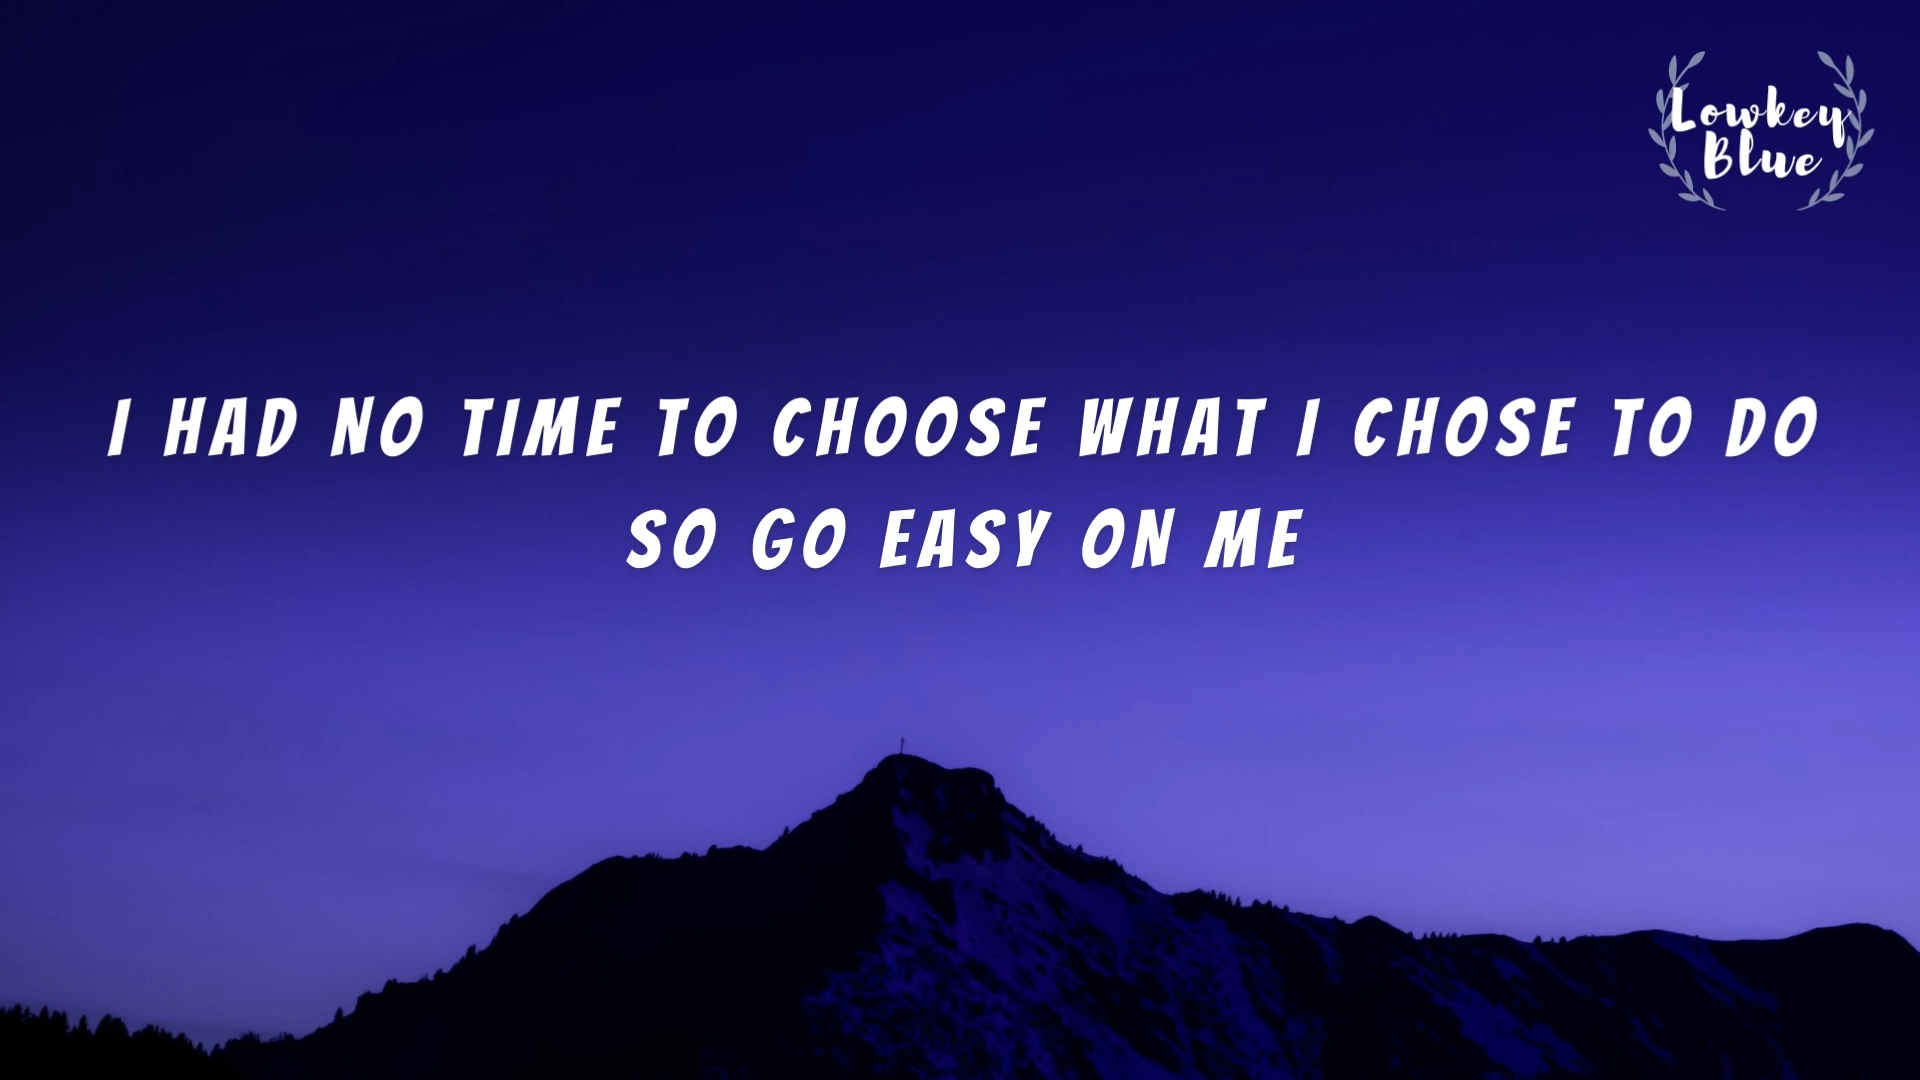 Lowkey
Blue
I HAD NO TIME TO CHOOSE WHAT I CHOSE TO DO
SO GO EASY ON ME